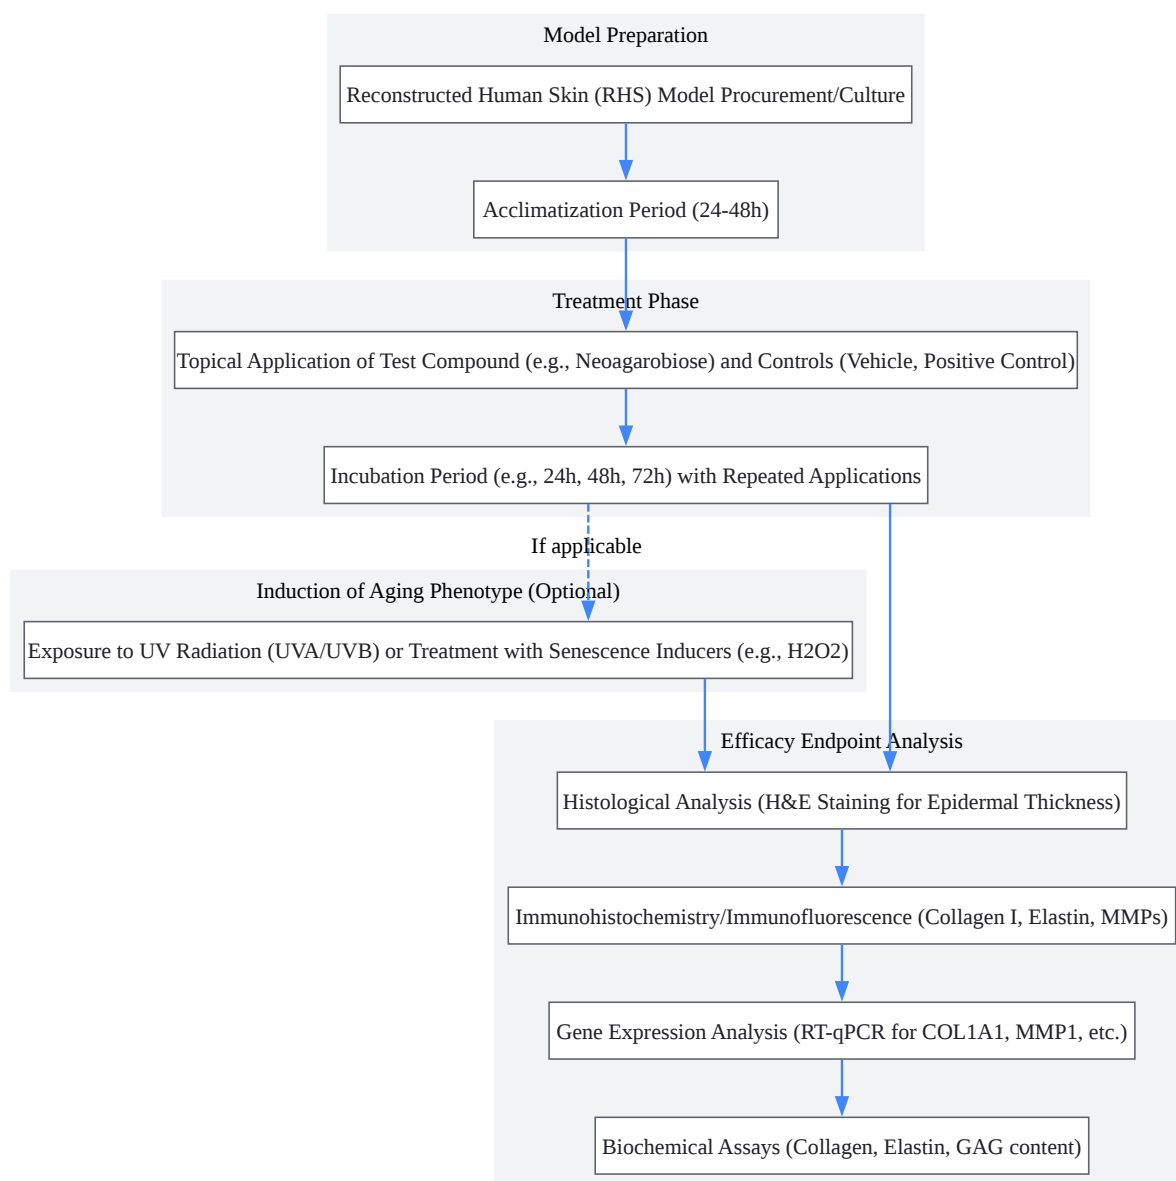 Model Preparation
Reconstructed Human Skin (RHS) Model Procurement/Culture
Acclimatization Period (24-48h)
Treatment Phase
Topical Application of Test Compound (e.g., Neoagarobiose) and Controls (Vehicle, Positive Control)
Incubation Period (e.g., 24h, 48h, 72h) with Repeated Applications
If applicable
Induction of Aging Phenotype (Optional)
Exposure to UV Radiation (UVA/UVB) or Treatment with Senescence Inducers (e.g., H2O2)
Efficacy Endpoint Analysis
Histological Analysis (H&E Staining for Epidermal Thickness)
Immunohistochemistry/Immunofluorescence (Collagen I, Elastin, MMPs)
Gene Expression Analysis (RT-qPCR for COL1A1, MMP1, etc.)
Biochemical Assays (Collagen, Elastin, GAG content)